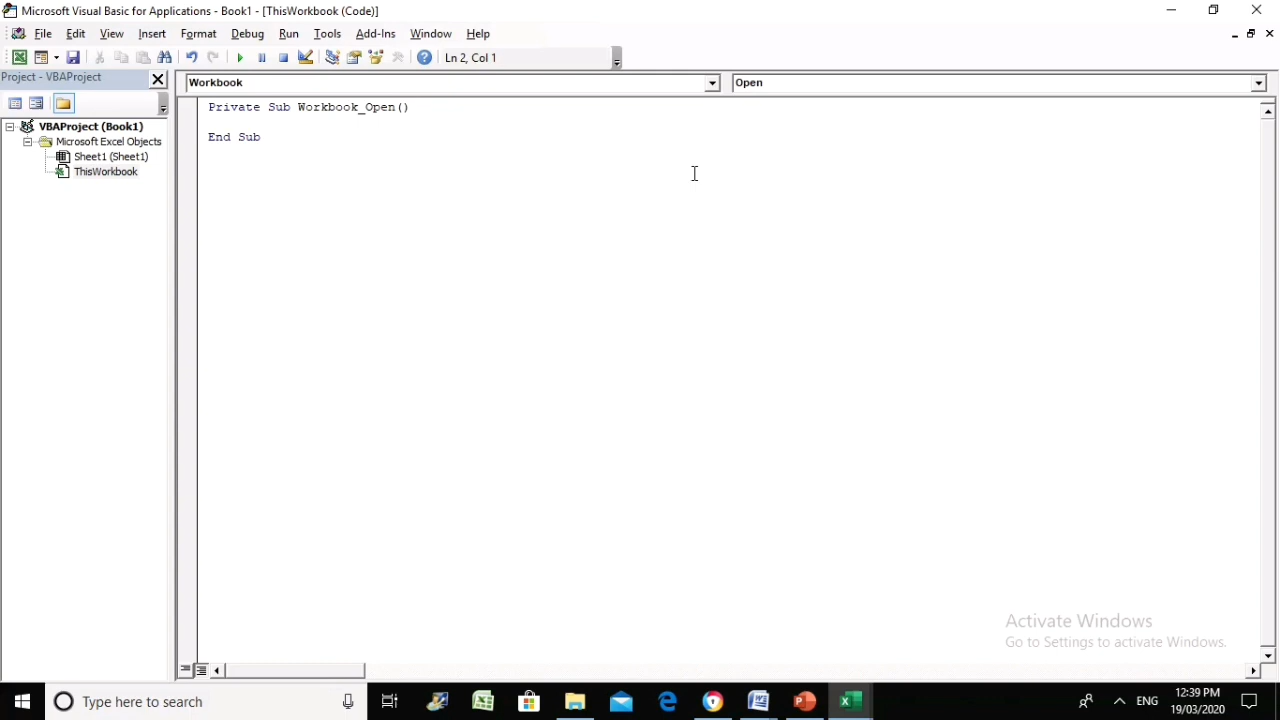 Microsoft Visual Basic for Applications - Book1 - [ThisWorkbook (Code)]
File Edit View Insert Format Debug Run Tools Add-Ins Window Help
Ln 2, Col 1
Project - VBAProject
Workbook
Open
VBAProject (Book1)
Microsoft Excel Objects
Sheet1 (Sheet1)
ThisWorkbook
Private Sub Workbook_Open()
End Sub
Activate Windows
Go to Settings to activate Windows.
Type here to search
ENG
12:39 PM
19/03/2020